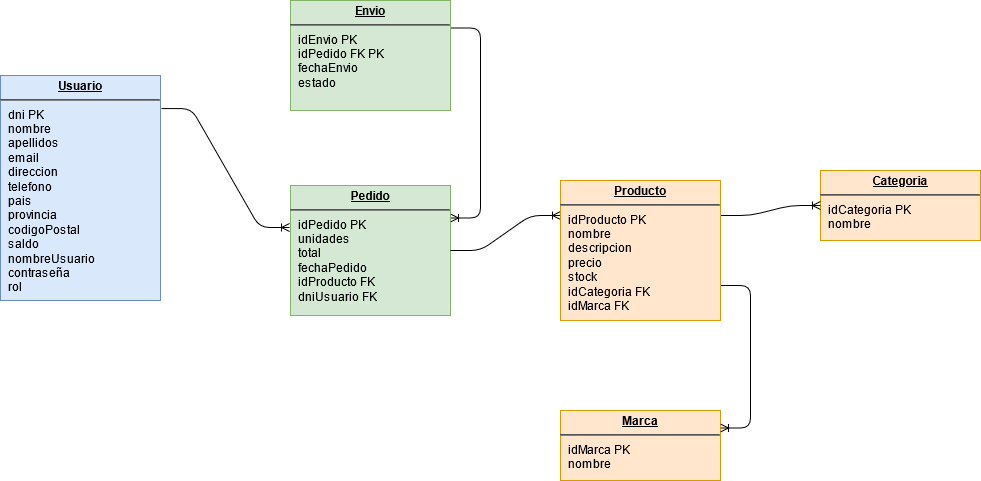 Envio
idEnvio PK
idPedido FK PK
fechaEnvio
estado
Usuario
dni PK
nombre
apellidos
email
direccion
telefono
pais
provincia
codigoPostal
saldo
nombreUsuario
contraseña
rol
Pedido
idPedido PK
unidades
total
fechaPedido
idProducto FK
dniUsuario FK
Producto
idProducto PK
nombre
descripcion
precio
stock
idCategoria FK
idMarca FK
Categoria
idCategoria PK
nombre
Marca
idMarca PK
nombre